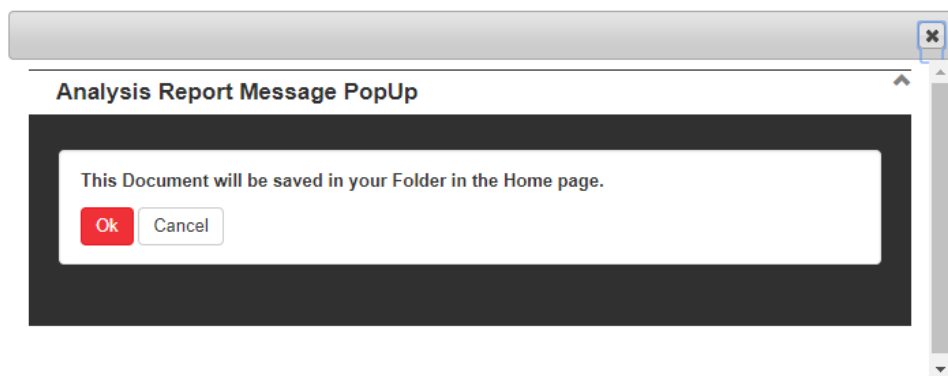 Analysis Report Message PopUp
This Document will be saved in your Folder in the Home page.
Ok Cancel